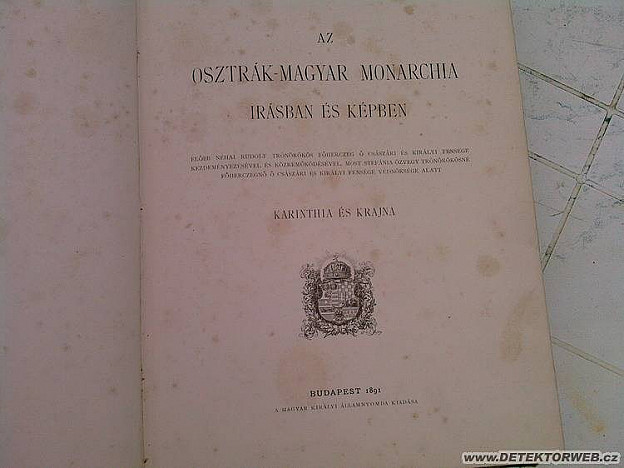 AZ
OSZTRÁK-MAGYAR MONARCHIA
IRÁSBAN ÉS KÉPBEN
ELŐBB NÉHAI RUDOLF TRÓNÖRÖKÖS FŐHERCZEG Ő CSÁSZÁRI ÉS KIRÁLYI FENSÉGE
KEZDEMÉNYEZÉSÉVEL ÉS KÖZREMŰKÖDÉSÉVEL, MOST STEFÁNIA ÖZVEGY TRÓNÖRÖKÖSNÉ
FŐHERCZEGNŐ Ő CSÁSZÁRI ÉS KIRÁLYI FENSÉGE VÉDNÖKSÉGE ALATT
KARINTHIA ÉS KRAJNA
BUDAPEST 1891
A MAGYAR KIRÁLYI ÁLLAMNYOMDA KIADÁSA
www.DETEKTORWEB.cz